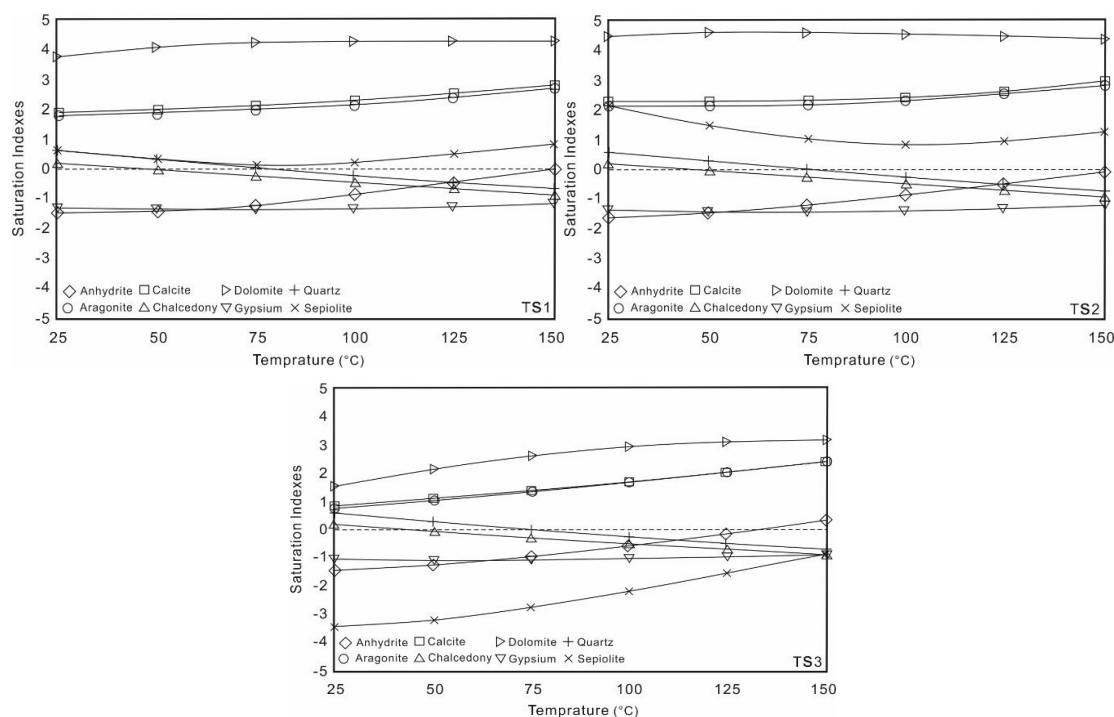 5
4
3
2
1
0
-1
-2
-3
-4
-5
Saturation Indexes
Anhydrite Calcite Dolomite Quartz
Aragonite Chalcedony Gypsium Sepiolite
TS1
25 50 75 100 125 150
Temprature (°C)
5
4
3
2
1
0
-1
-2
-3
-4
-5
Saturation Indexes
Anhydrite Calcite Dolomite Quartz
Aragonite Chalcedony Gypsium Sepiolite
TS2
25 50 75 100 125 150
Temprature (°C)
5
4
3
2
1
0
-1
-2
-3
-4
-5
Saturation Indexes
Anhydrite Calcite Dolomite Quartz
Aragonite Chalcedony Gypsium Sepiolite
TS3
25 50 75 100 125 150
Temprature (°C)